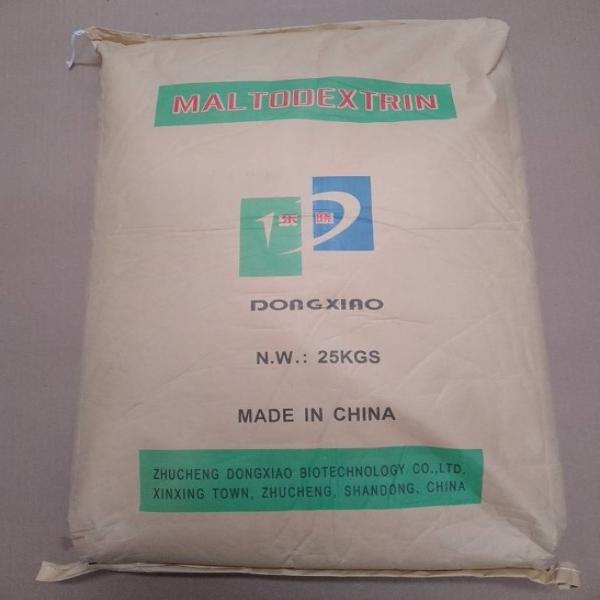 MALTODEXTRIN
东 晓
DONGXIAO
N.W.: 25KGS
MADE IN CHINA
ZHUCHENG DONGXIAO BIOTECHNOLOGY CO.,LTD.
XINXING TOWN, ZHUCHENG, SHANDONG, CHINA